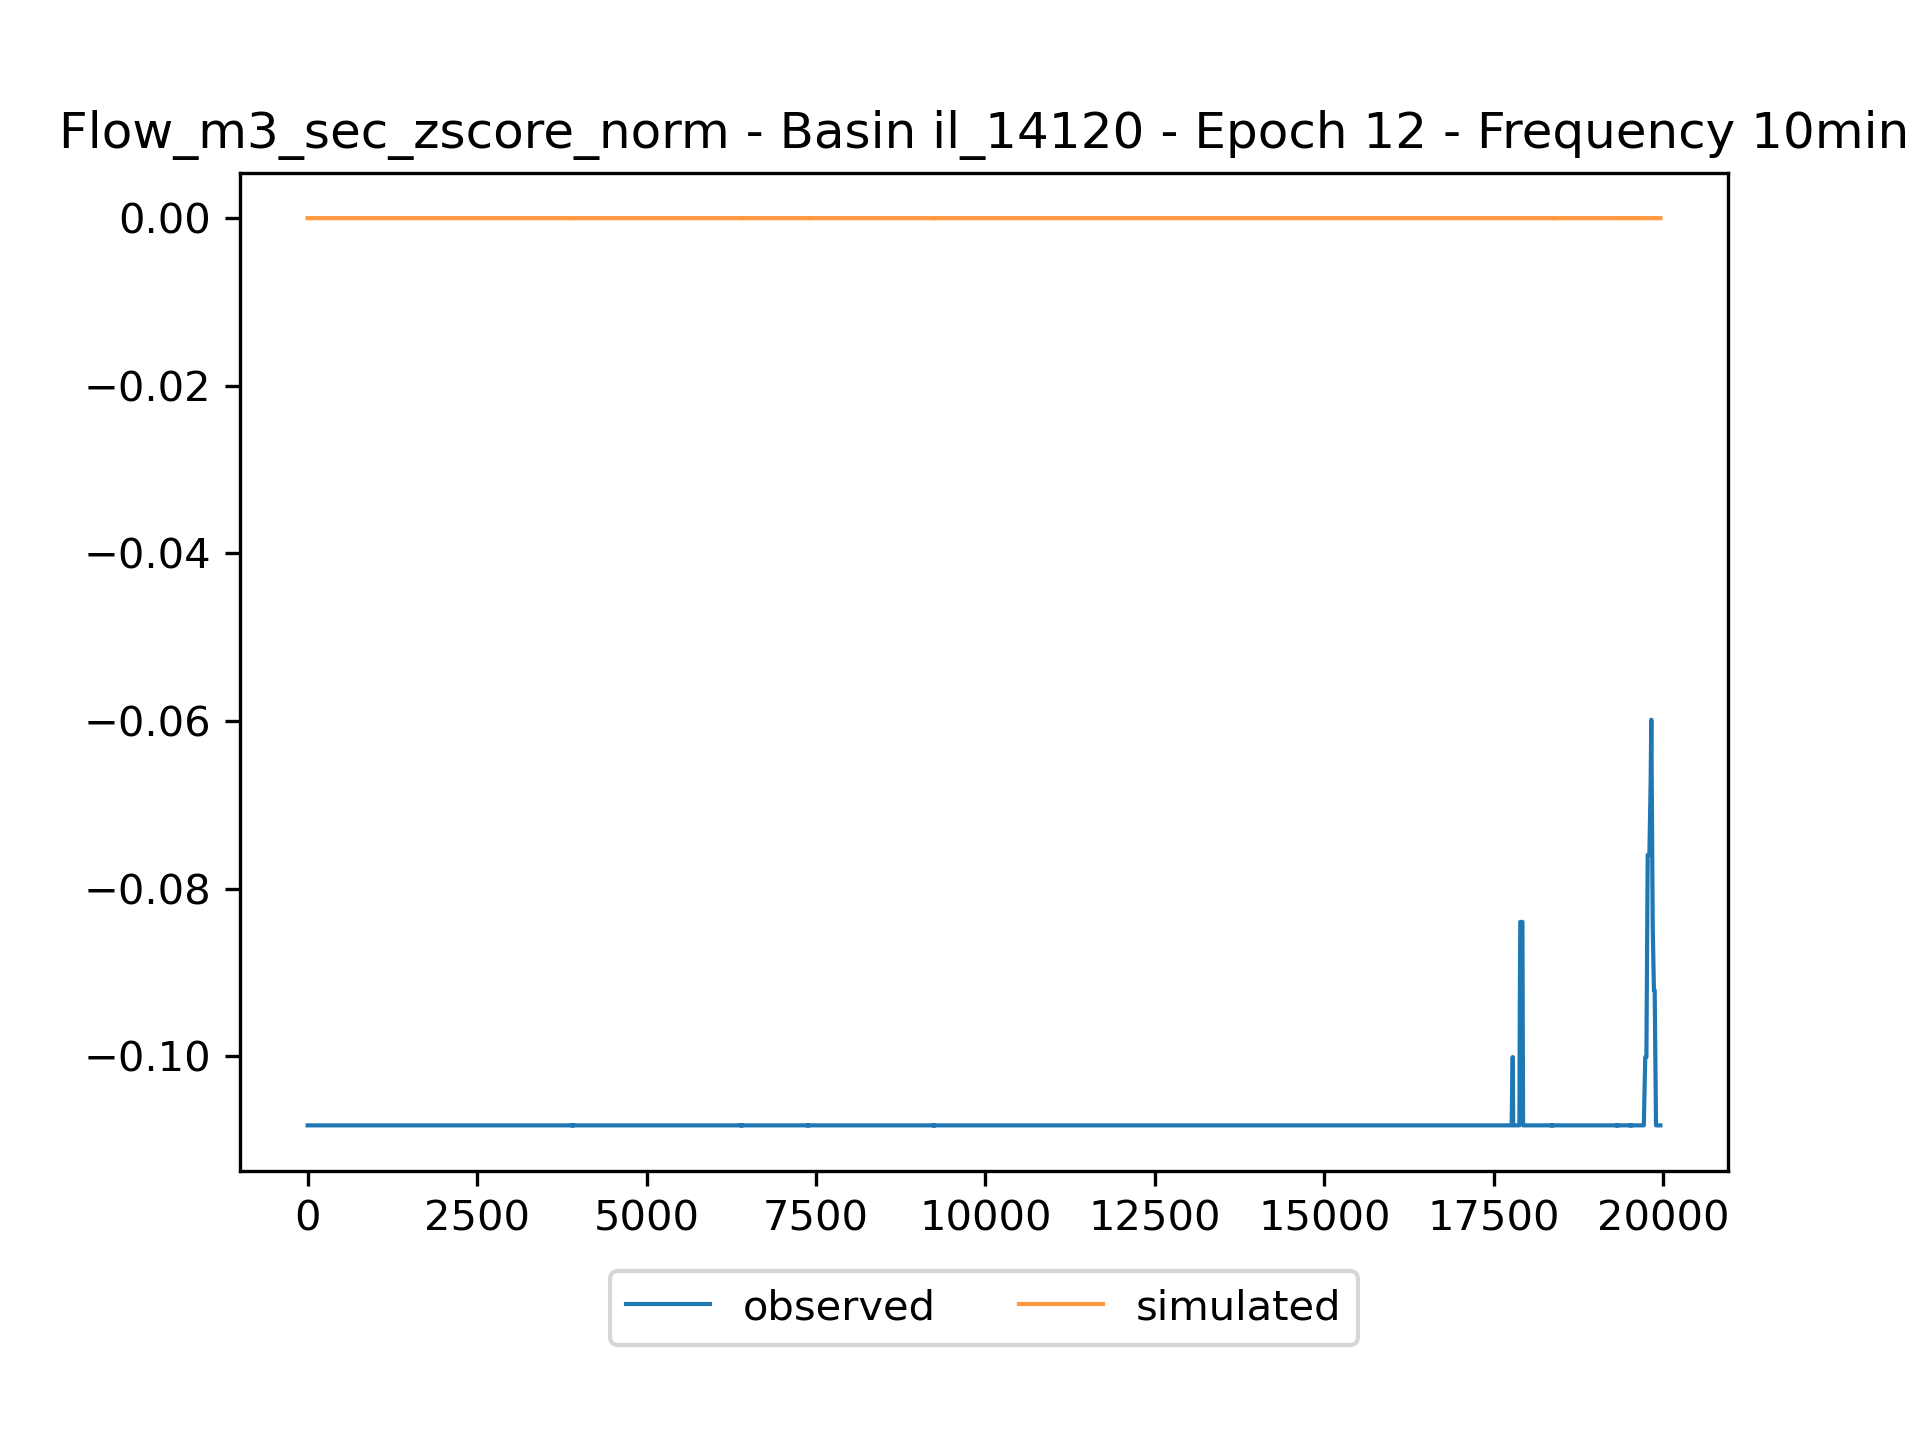 Flow_m3_sec_zscore_norm - Basin il_14120 - Epoch 12 - Frequency 10min
0.00
−0.02
−0.04
−0.06
−0.08
−0.10
0 2500 5000 7500 10000 12500 15000 17500 20000
observed simulated